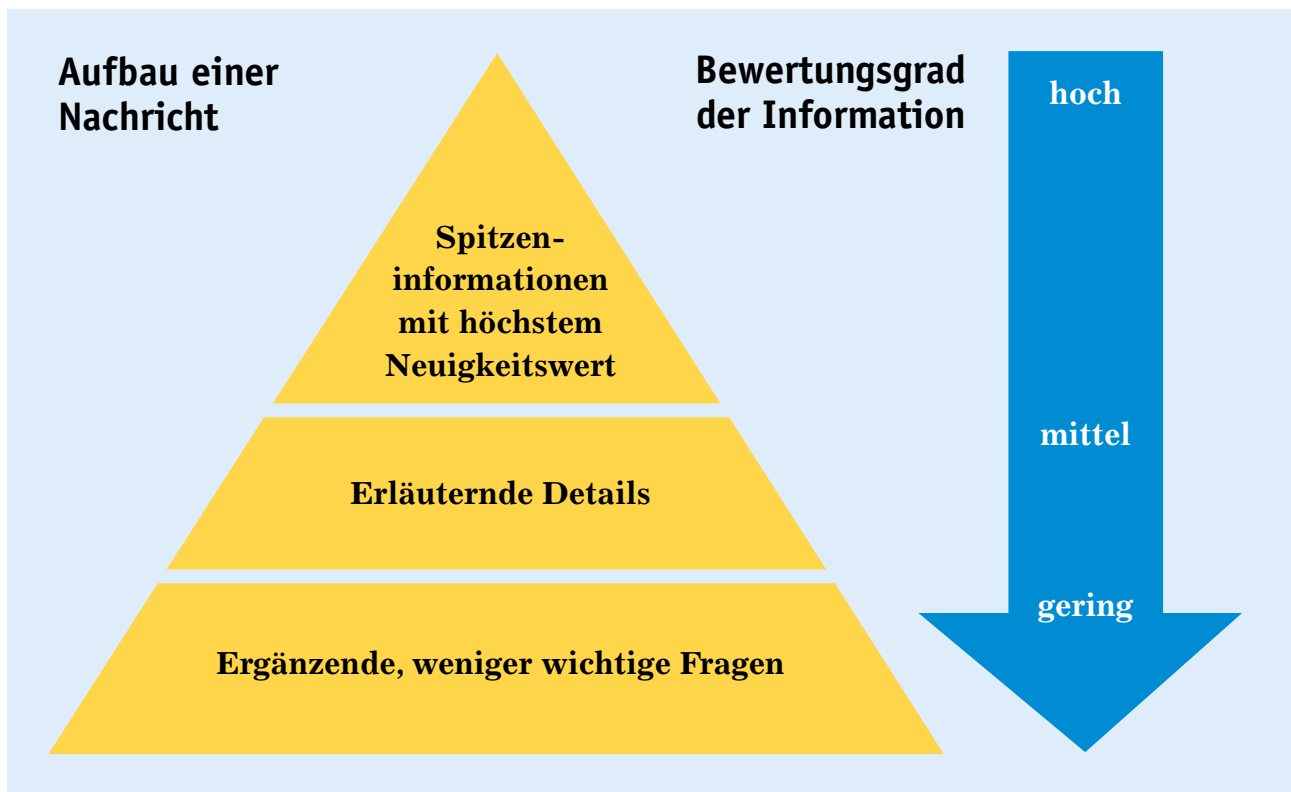 Aufbau einer
Nachricht
Bewertungsgrad
der Information
hoch
Spitzen-
informationen
mit höchstem
Neuigkeitswert
mittel
Erläuternde Details
gering
Ergänzende, weniger wichtige Fragen